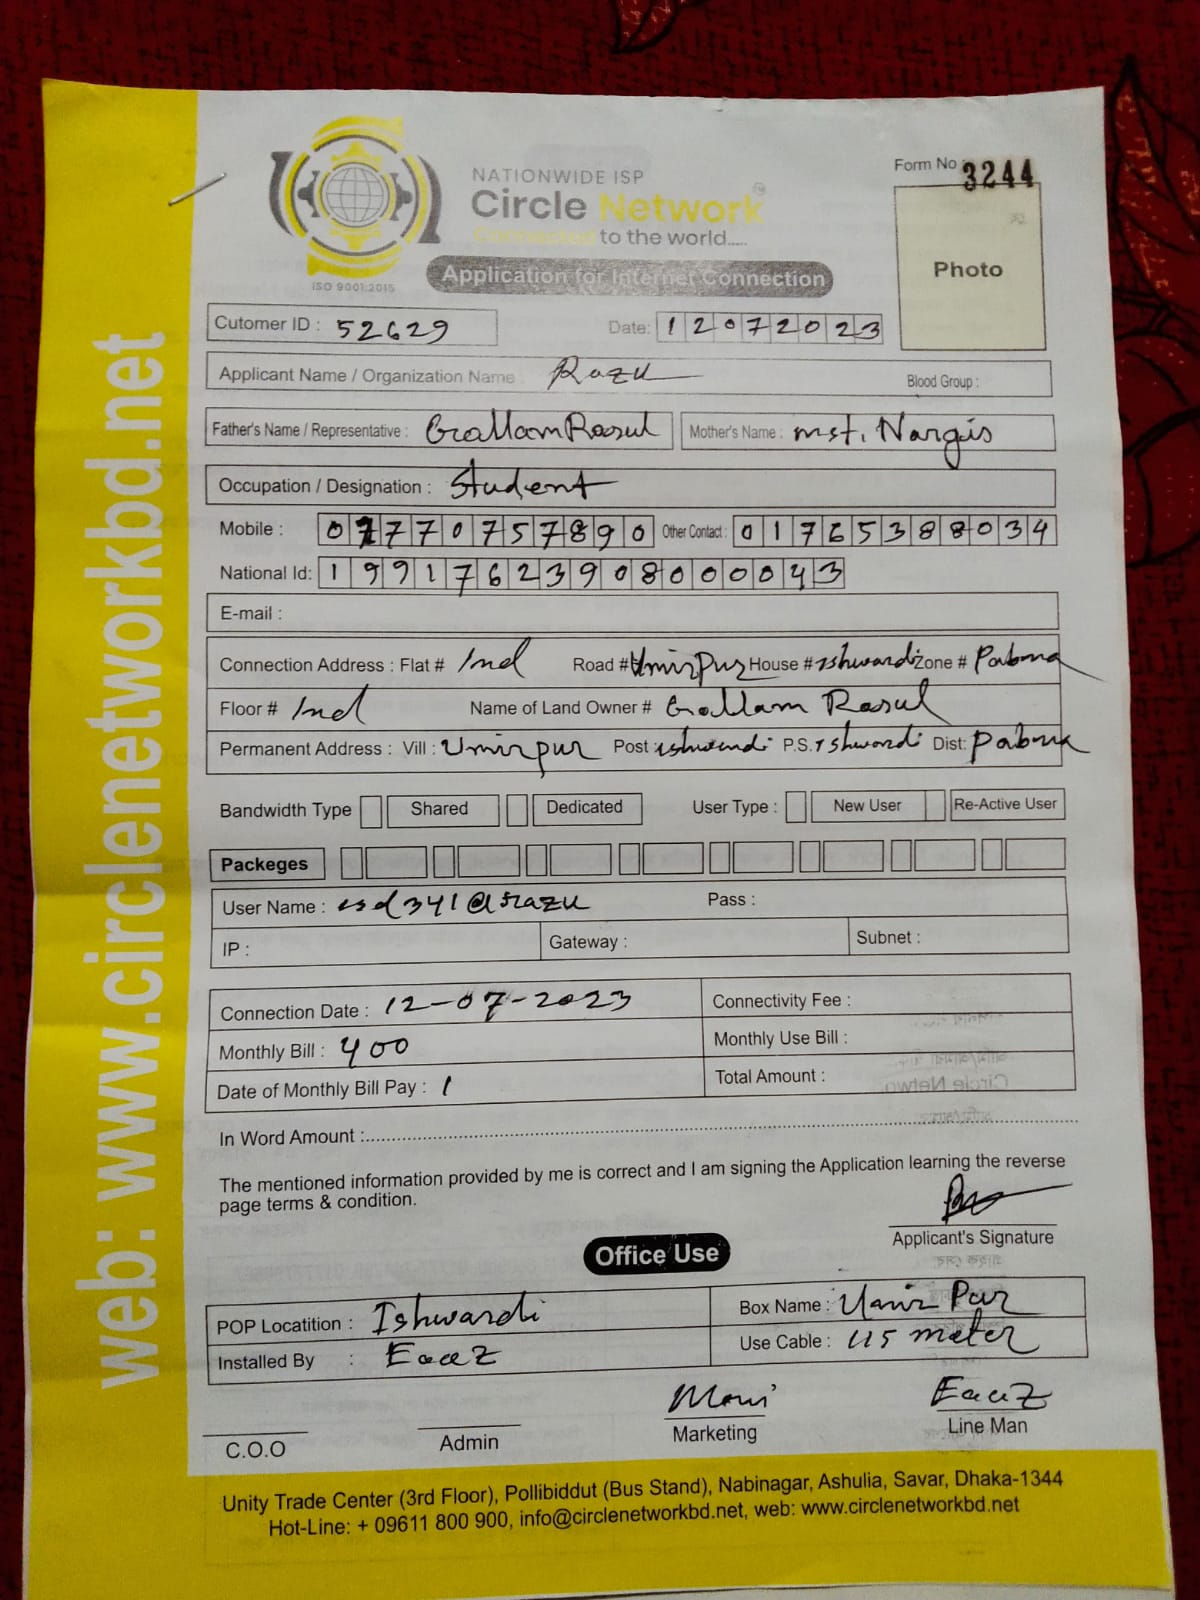 web: www.circlenetworkbd.net
NATIONWIDE ISP
Circle Network
Connected to the world.....
ISO 9001:2015
Application for Internet Connection
Form No 3244
Photo
Cutomer ID : 52629 Date: 12072023
Applicant Name / Organization Name : Razu Blood Group :
Father's Name / Representative : Gollam Rasul Mother's Name : mst. Nargis
Occupation / Designation : Student
Mobile : 01770757890 Other Contact : 01765388034
National Id: 19917623908000043
E-mail :
Connection Address : Flat # Ind Road # Umirpur House # ishwardi Zone # Pabna
Floor # Ind Name of Land Owner # Gollam Rasul
Permanent Address : Vill : Umirpur Post : ishwardi P.S. ishwardi Dist: Pabna
Bandwidth Type Shared Dedicated User Type : New User Re-Active User
Packeges
User Name : isd341@razu Pass :
IP : Gateway : Subnet :
Connection Date : 12-07-2023 Connectivity Fee :
Monthly Bill : 400 Monthly Use Bill :
Date of Monthly Bill Pay : 1 Total Amount :
In Word Amount :
The mentioned information provided by me is correct and I am signing the Application learning the reverse
page terms & condition.
Applicant's Signature
Office Use
POP Locatition : Ishwardi Box Name : Umir Pur
Installed By : Eaaz Use Cable : 115 meter
C.O.O Admin Moni Marketing Eaaz Line Man
Unity Trade Center (3rd Floor), Pollibiddut (Bus Stand), Nabinagar, Ashulia, Savar, Dhaka-1344
Hot-Line: + 09611 800 900, info@circlenetworkbd.net, web: www.circlenetworkbd.net